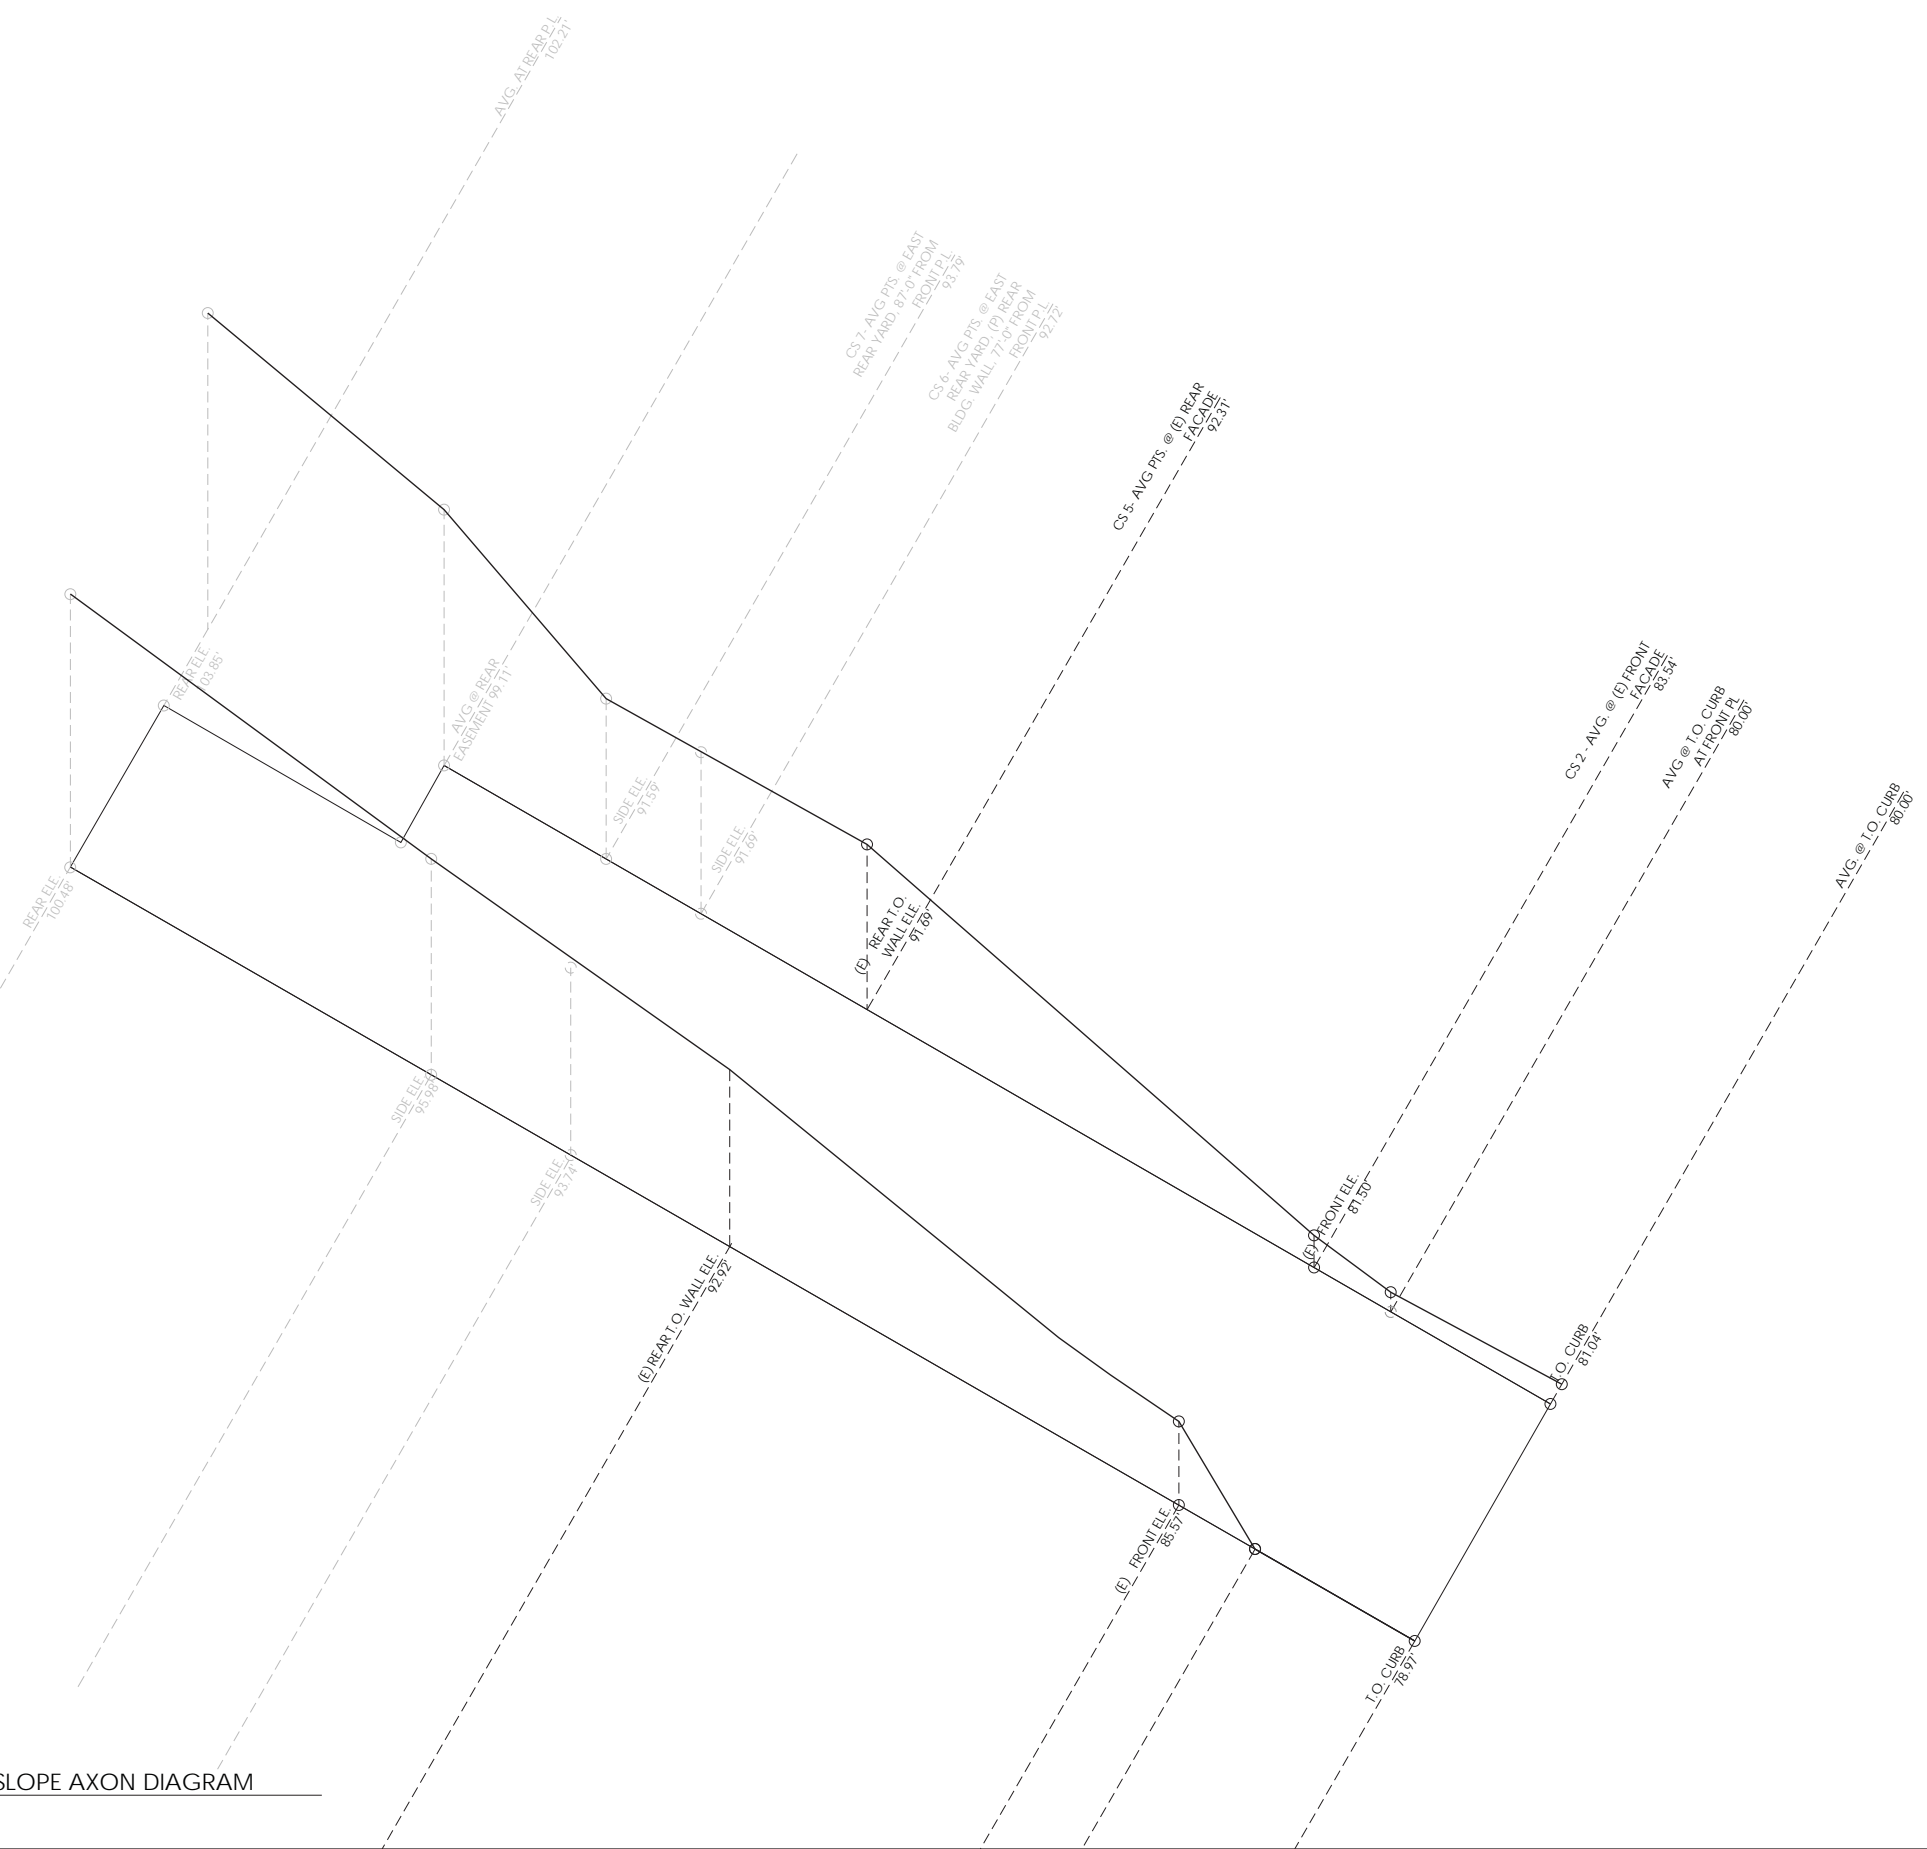 AVG. AT REAR P.L.
102.21'
CS 7- AVG PTS. @ EAST
REAR YARD, 87'-0" FROM
FRONT P.L.
93.79'
CS 6- AVG PTS. @ EAST
REAR YARD, (P) REAR
BLDG. WALL. 77'-0" FROM
FRONT P.L.
92.72'
CS 5- AVG PTS. @ (E) REAR
FACADE
92.31'
CS 2 - AVG. @ (E) FRONT
FACADE
83.54'
AVG @ T.O. CURB
AT FRONT PL
80.00'
AVG. @ T.O. CURB
80.00'
REAR ELE.
103.85'
AVG @ REAR
EASEMENT 99.11'
SIDE ELE.
91.59'
SIDE ELE.
91.69'
(E) REAR T.O.
WALL ELE.
91.69'
REAR ELE.
100.48'
SIDE ELE.
95.98'
SIDE ELE.
93.74'
(E) FRONT ELE.
81.50'
(E) REAR T.O. WALL ELE.
92.92'
T.O. CURB
81.04'
(E) FRONT ELE.
85.57'
T.O. CURB
78.97'
SLOPE AXON DIAGRAM